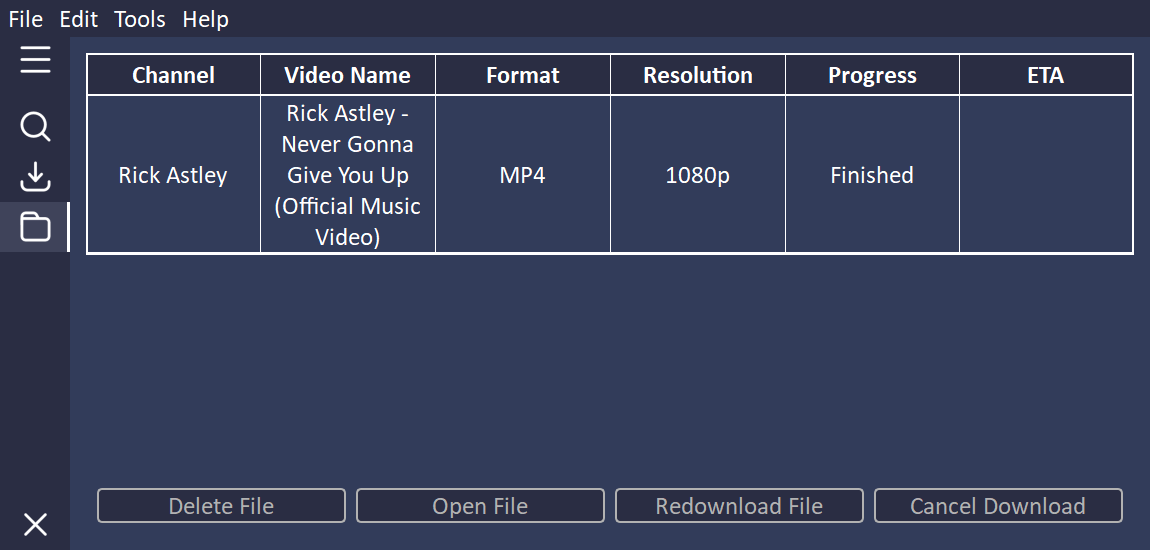 File Edit Tools Help
Channel Video Name Format Resolution Progress ETA
Rick Astley
Rick Astley -
Never Gonna
Give You Up
(Official Music
Video)
MP4
1080p
Finished
Delete File Open File Redownload File Cancel Download